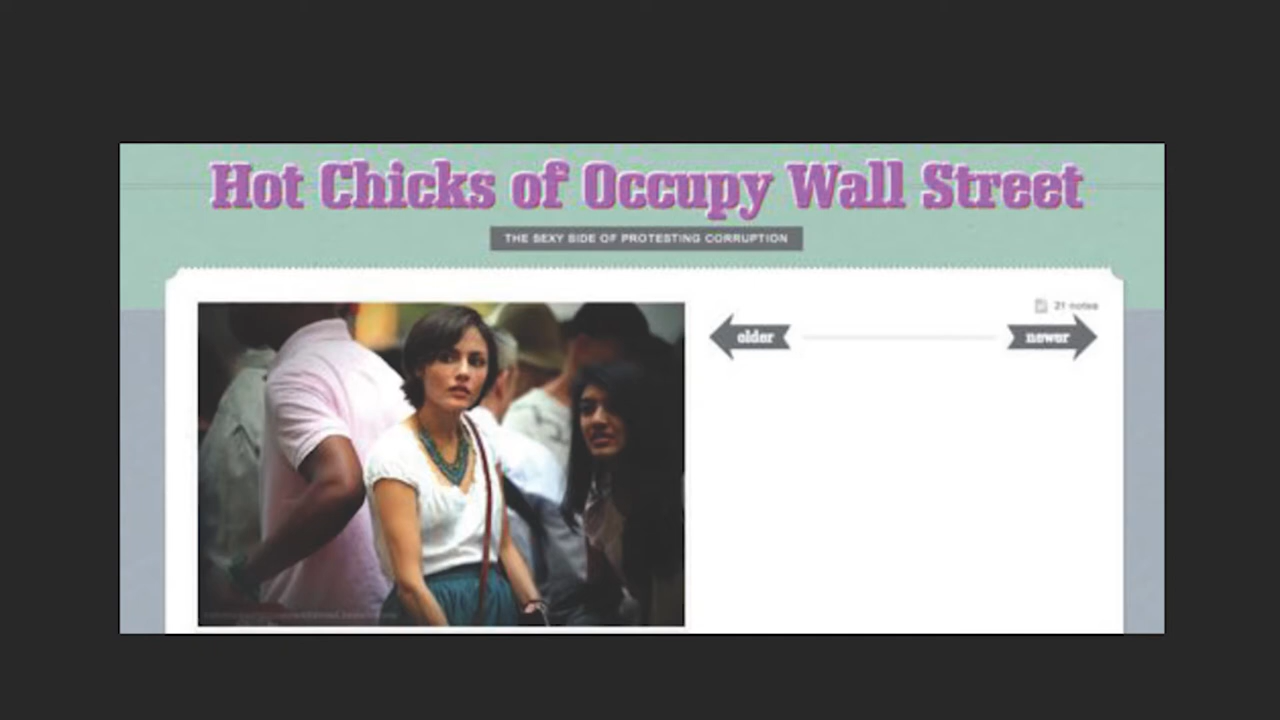 Hot Chicks of Occupy Wall Street
THE SEXY SIDE OF PROTESTING CORRUPTION
21 notes
older
newer